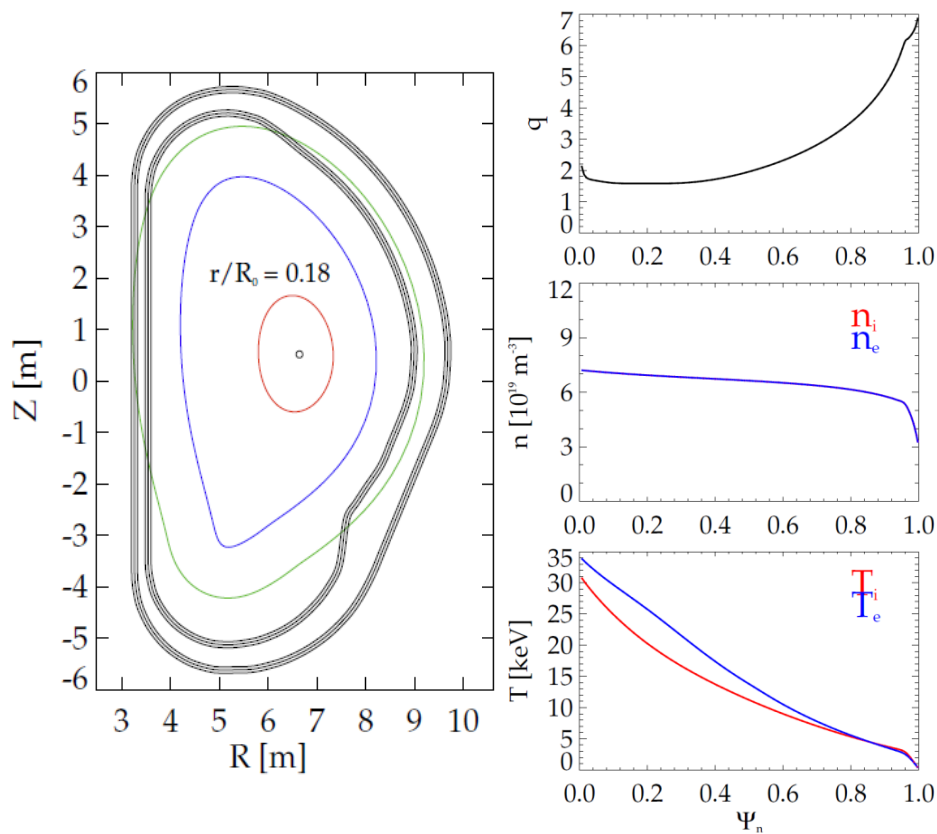 6
5
4
3
2
1
0
-1
-2
-3
-4
-5
-6
Z [m]
r/R₀ = 0.18
3 4 5 6 7 8 9 10
R [m]
7
6
5
4
3
2
1
0
q
0.0 0.2 0.4 0.6 0.8 1.0
12
9
6
3
0
n [10¹⁹ m⁻³]
nᵢ
nₑ
0.0 0.2 0.4 0.6 0.8 1.0
35
30
25
20
15
10
5
0
T [keV]
Tᵢ
Tₑ
0.0 0.2 0.4 0.6 0.8 1.0
Ψₙ